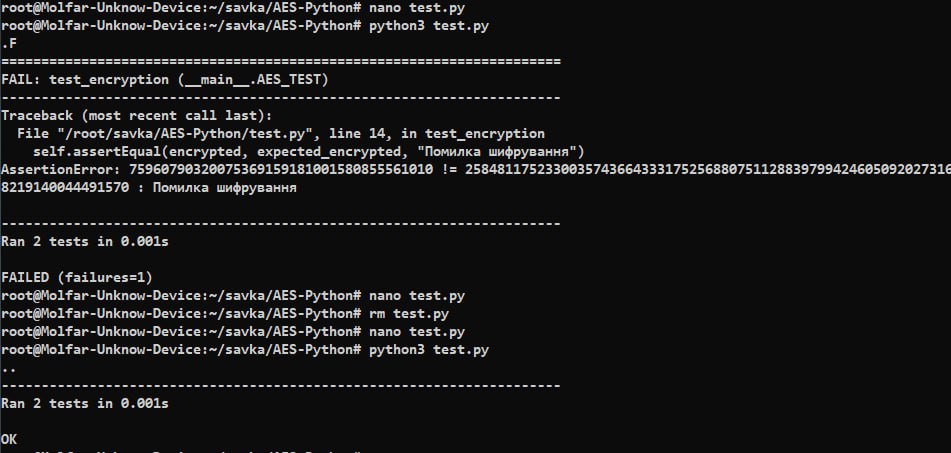 root@Molfar-Unknow-Device:~/savka/AES-Python# nano test.py
root@Molfar-Unknow-Device:~/savka/AES-Python# python3 test.py
.F
======================================================================
FAIL: test_encryption (__main__.AES_TEST)
----------------------------------------------------------------------
Traceback (most recent call last):
  File "/root/savka/AES-Python/test.py", line 14, in test_encryption
    self.assertEqual(encrypted, expected_encrypted, "Помилка шифрування")
AssertionError: 75960790320075369159181001580855561010 != 258481175233003574366433317525688075112883979942460509202731​6
8219140044491570 : Помилка шифрування
----------------------------------------------------------------------
Ran 2 tests in 0.001s
FAILED (failures=1)
root@Molfar-Unknow-Device:~/savka/AES-Python# nano test.py
root@Molfar-Unknow-Device:~/savka/AES-Python# rm test.py
root@Molfar-Unknow-Device:~/savka/AES-Python# nano test.py
root@Molfar-Unknow-Device:~/savka/AES-Python# python3 test.py
..
----------------------------------------------------------------------
Ran 2 tests in 0.001s
OK